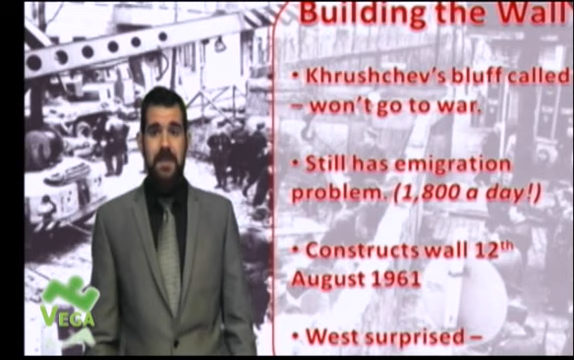 Building the Wall
• Khrushchev's bluff called
– won't go to war.
• Still has emigration
problem. (1,800 a day!)
• Constructs wall 12th
August 1961
• West surprised –
VEGA